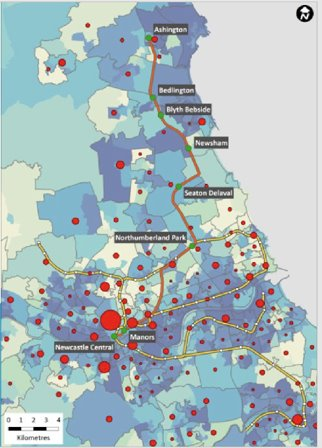 N
Ashington
Bedlington
Blyth Bebside
Newsham
Seaton Delaval
Northumberland Park
Manors
Newcastle Central
0 1 2 3 4
Kilometres